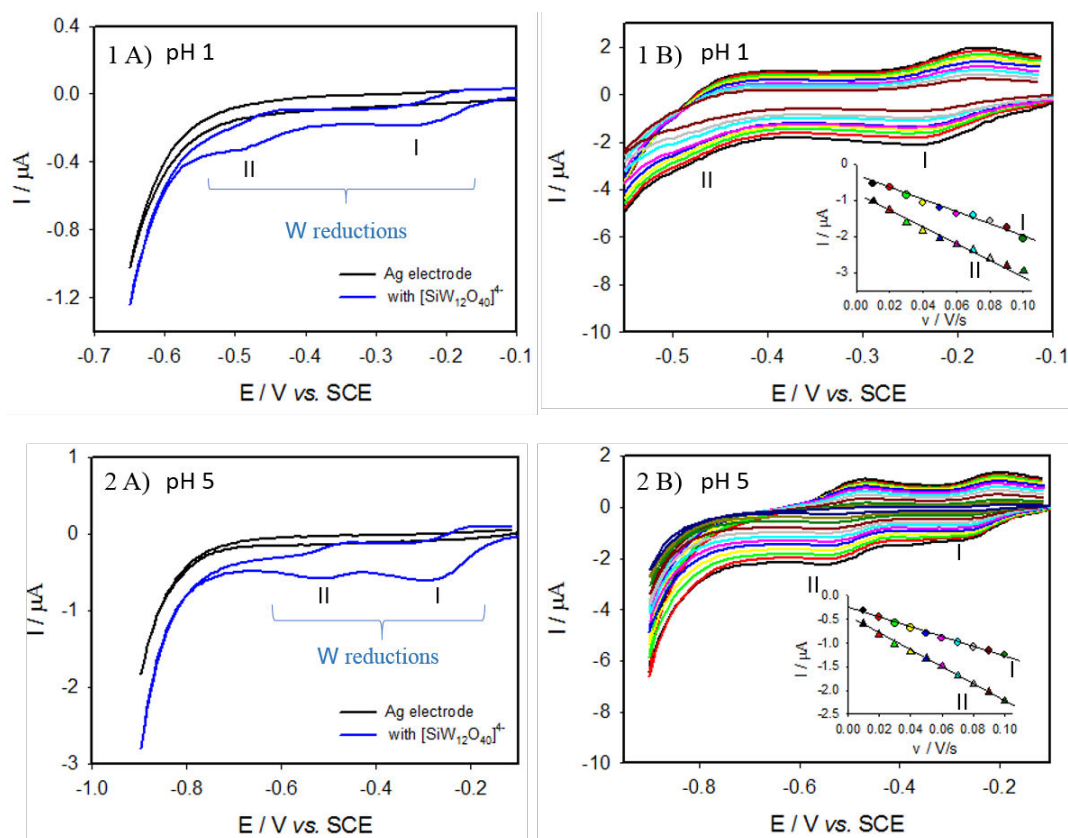 1 A) pH 1
0.4
0.0
-0.4
-0.8
-1.2
I / µA
II
I
W reductions
Ag electrode
with [SiW12O40]4-
-0.7 -0.6 -0.5 -0.4 -0.3 -0.2 -0.1
E / V vs. SCE
1 B) pH 1
2
0
-2
-4
-6
-8
-10
I / µA
I
II
0
-1
-2
-3
I / µA
I
II
0.00 0.02 0.04 0.06 0.08 0.10
v / V/s
-0.5 -0.4 -0.3 -0.2 -0.1
E / V vs. SCE
2 A) pH 5
1
0
-1
-2
-3
I / µA
II
I
W reductions
Ag electrode
with [SiW12O40]4-
-1.0 -0.8 -0.6 -0.4 -0.2
E / V vs. SCE
2 B) pH 5
2
0
-2
-4
-6
-8
-10
I / µA
I
II
0.0
-0.5
-1.0
-1.5
-2.0
-2.5
I / µA
I
II
0.00 0.02 0.04 0.06 0.08 0.10
v / V/s
-0.8 -0.6 -0.4 -0.2
E / V vs. SCE